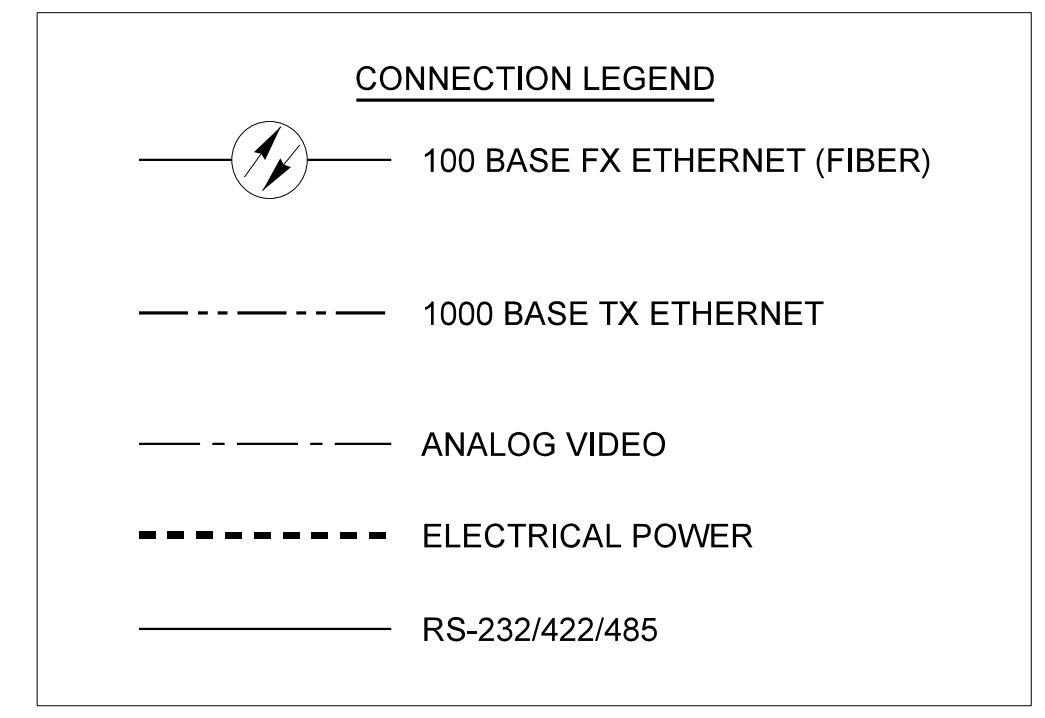 CONNECTION LEGEND
100 BASE FX ETHERNET (FIBER)
1000 BASE TX ETHERNET
ANALOG VIDEO
ELECTRICAL POWER
RS-232/422/485